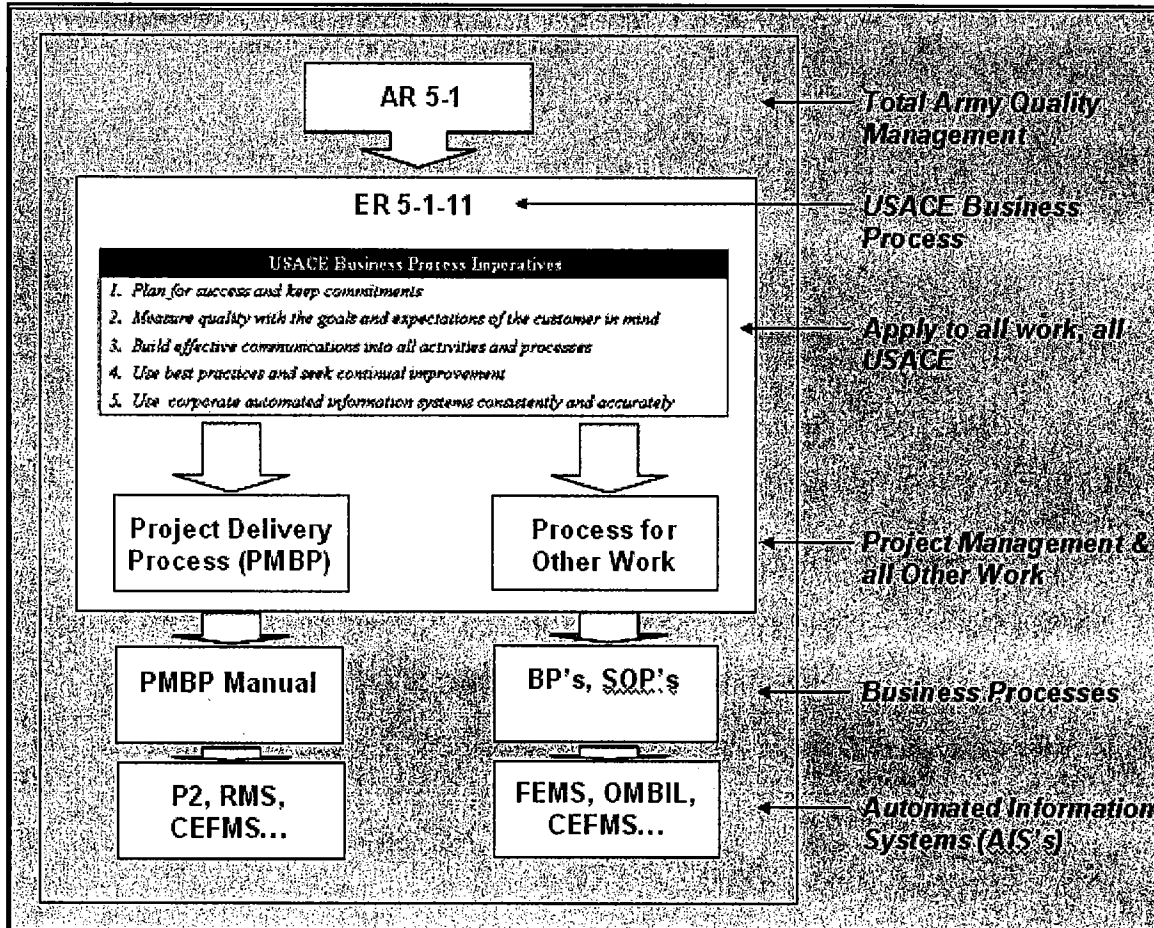 AR 5-1
Total Army Quality
Management
ER 5-1-11
USACE Business
Process
USACE Business Process Imperatives
1. Plan for success and keep commitments
2. Measure quality with the goals and expectations of the customer in mind
3. Build effective communications into all activities and processes
4. Use best practices and seek continual improvement
5. Use corporate automated information systems consistently and accurately
Apply to all work, all
USACE
Project Delivery
Process (PMBP)
Process for
Other Work
Project Management &
all Other Work
PMBP Manual
BP's, SOP's
Business Processes
P2, RMS,
CEFMS...
FEMS, OMBIL,
CEFMS...
Automated Information
Systems (AIS's)